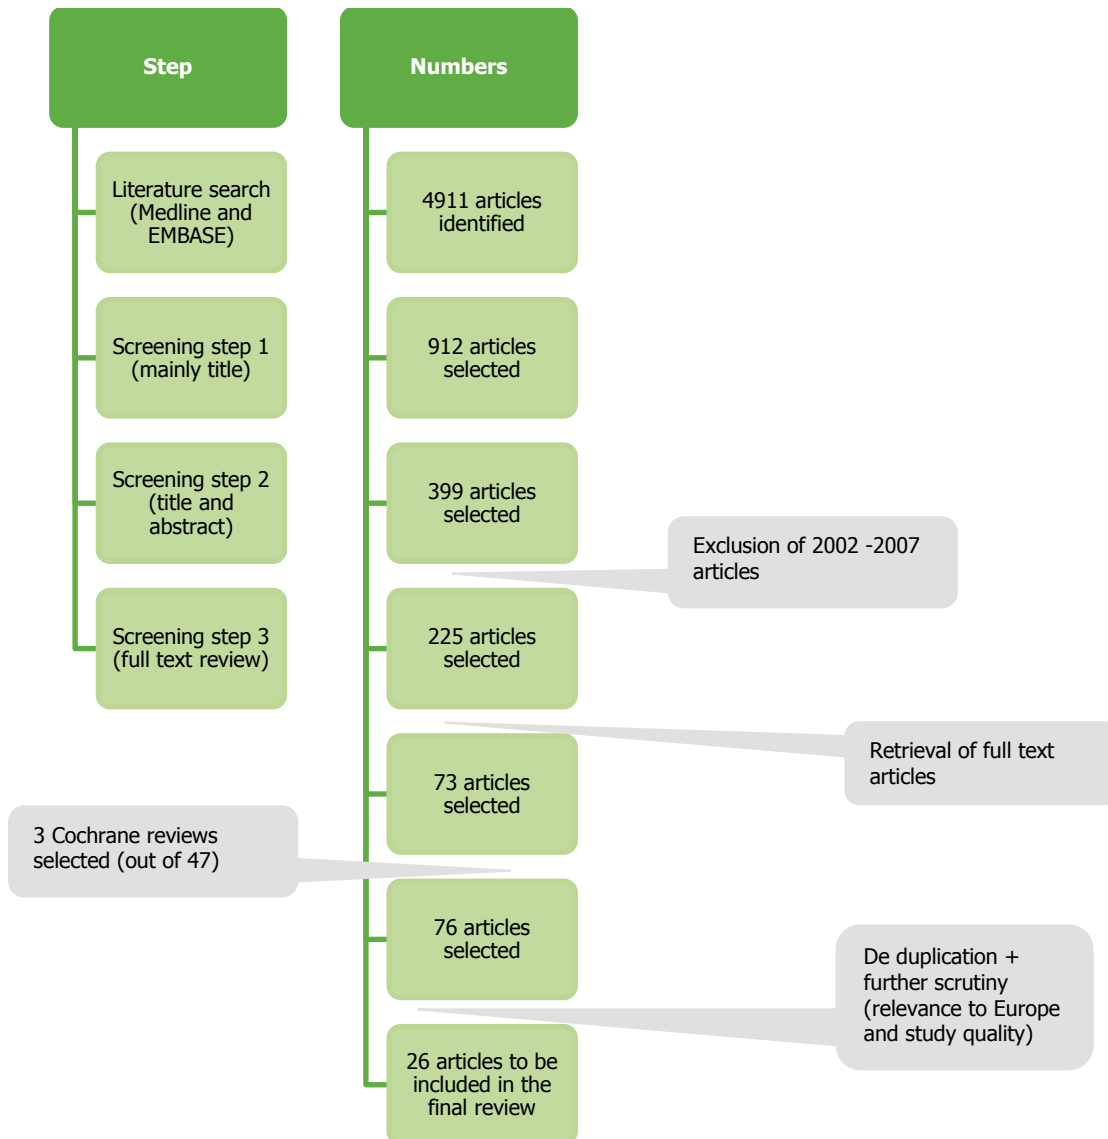 Step
Numbers
Literature search
(Medline and
EMBASE)
4911 articles
identified
Screening step 1
(mainly title)
912 articles
selected
Screening step 2
(title and
abstract)
399 articles
selected
Exclusion of 2002 -2007
articles
Screening step 3
(full text review)
225 articles
selected
Retrieval of full text
articles
73 articles
selected
3 Cochrane reviews
selected (out of 47)
76 articles
selected
De duplication +
further scrutiny
(relevance to Europe
and study quality)
26 articles to be
included in the
final review